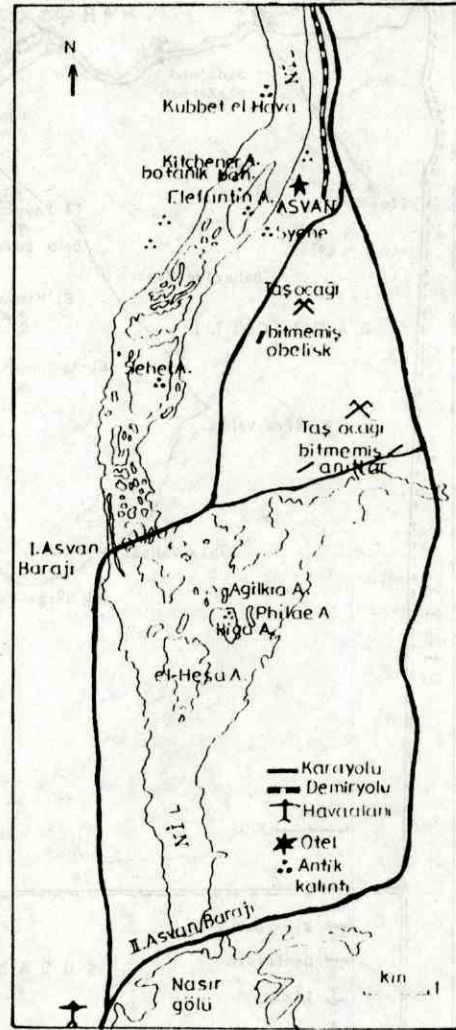 N
Kubbet el Hava
Kitchener A.
botanik bah.
Elefantin A.
ASVAN
Syene
Taş ocağı
bitmemiş
obelisk
Sehel A.
Taş ocağı
bitmemiş
anıtlar
I. Asvan
Barajı
Agilkia A.
Philae A.
Biga A.
el-Hesa A.
NİL
Karayolu
Demiryolu
Havaalanı
Otel
Antik
kalıntı
II. Asvan Barajı
Nasır
gölü
km
1